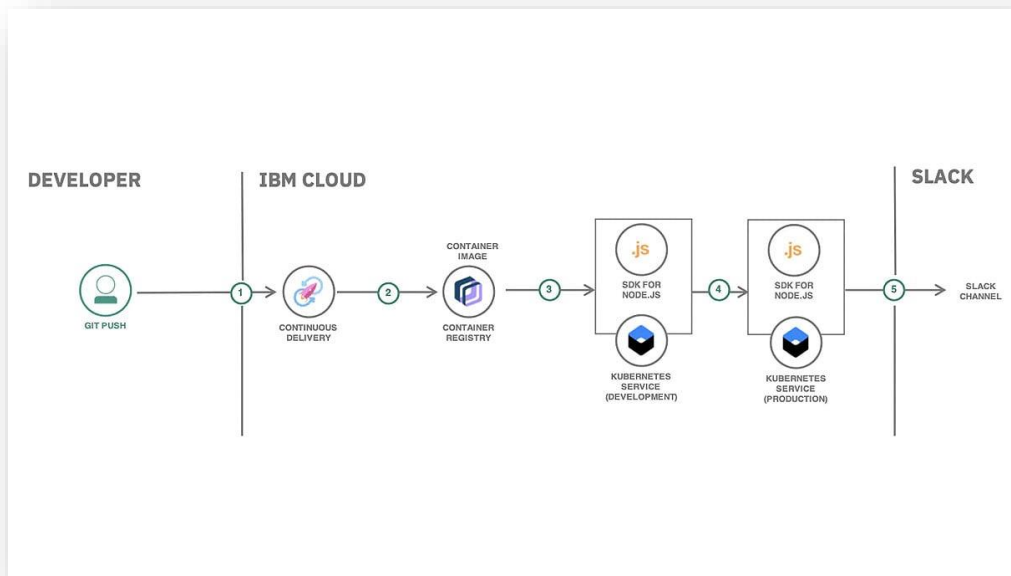 DEVELOPER
IBM CLOUD
SLACK
GIT PUSH
1
CONTINUOUS
DELIVERY
2
CONTAINER
IMAGE
CONTAINER
REGISTRY
3
.js
SDK FOR
NODE.JS
KUBERNETES
SERVICE
(DEVELOPMENT)
4
.js
SDK FOR
NODE.JS
KUBERNETES
SERVICE
(PRODUCTION)
5
SLACK
CHANNEL